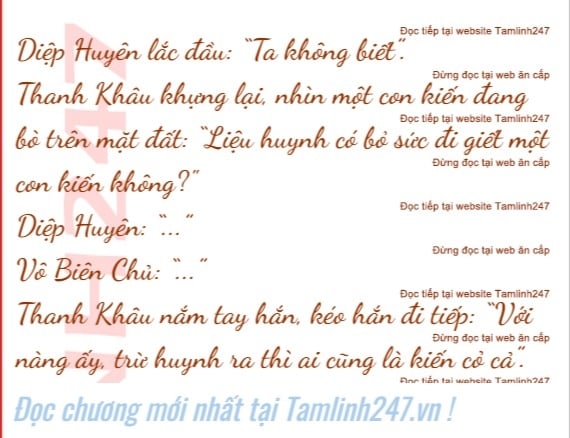 Đọc tiếp tại website Tamlinh247
Diệp Huyên lắc đầu: “Ta không biết”.
Đừng đọc tại web ăn cắp
Thanh Khâu khựng lại, nhìn một con kiến đang
Đọc tiếp tại website Tamlinh247
bò trên mặt đất: “Liệu huynh có bỏ sức đi giết một
Đừng đọc tại web ăn cắp
con kiến không?”
Đọc tiếp tại website Tamlinh247
Diệp Huyên: “...”
Đừng đọc tại web ăn cắp
Vô Biên Chủ: “...”
Đọc tiếp tại website Tamlinh247
Thanh Khâu nắm tay hắn, kéo hắn đi tiếp: “Với
Đừng đọc tại web ăn cắp
nàng ấy, trừ huynh ra thì ai cũng là kiến cỏ cả”.
Đọc tiếp tại website Tamlinh247
NH247
Đọc chương mới nhất tại Tamlinh247.vn !